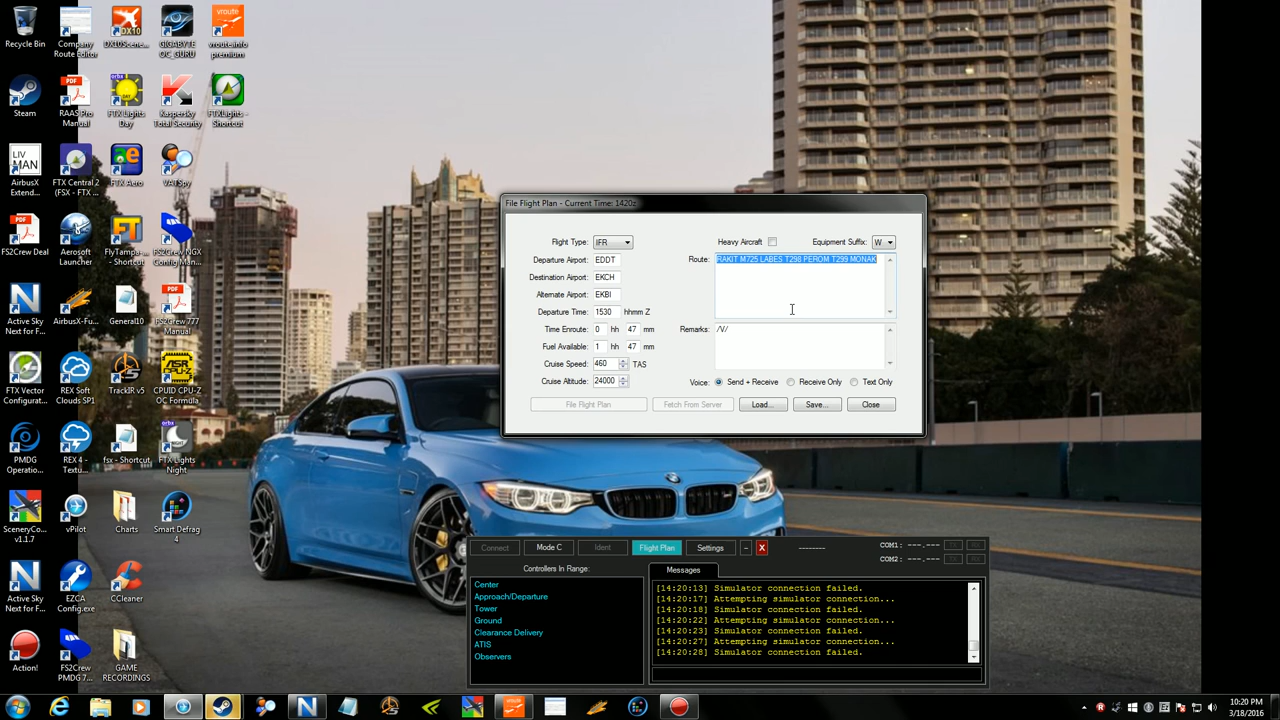 Recycle Bin
Company Route Editor
DX10Scene...
GIGABYTE OC_GURU
vroute
vroute.info premium
Steam
RAAS Pro Manual
FTX Lights Day
Kaspersky Total Security
FTXLights - Shortcut
LIV MAN
AirbusX Extend...
FTX Central 2 (FSX - FTX ...
FTX Aero
VATSpy
FS2Crew Deal
Aerosoft Launcher
FlyTampa-... - Shortcut
FS2Crew NGX Config Man...
Active Sky Next for F...
AirbusX-Fu...
General10
FS2Crew 777 Manual
FTX Vector Configurat...
REX Soft Clouds SP1
TrackIR v5
CPUID CPU-Z OC Formula
PMDG Operatio...
REX 4 - Textu...
fsx - Shortcut
FTX Lights Night
SceneryCo... v1.1.7
vPilot
Charts
Smart Defrag 4
Active Sky Next for F...
EZCA Config.exe
CCleaner
Action!
FS2Crew PMDG 7...
GAME RECORDINGS
File Flight Plan - Current Time: 1420z
Flight Type: IFR
Heavy Aircraft
Equipment Suffix: W
Departure Airport: EDDT
Route: RAKIT M725 LABES T298 PEROM T299 MONAK
Destination Airport: EKCH
Alternate Airport: EKBI
Departure Time: 1530 hhmm Z
Time Enroute: 0 hh 47 mm
Remarks: /V/
Fuel Available: 1 hh 47 mm
Cruise Speed: 460 TAS
Cruise Altitude: 24000
Voice: Send + Receive Receive Only Text Only
File Flight Plan Fetch From Server Load... Save... Close
Connect Mode C Ident Flight Plan Settings - X -------- COM1: ---.---
COM2: ---.---
Controllers In Range:
Center
Approach/Departure
Tower
Ground
Clearance Delivery
ATIS
Observers
Messages
[14:20:13] Simulator connection failed.
[14:20:17] Attempting simulator connection...
[14:20:18] Simulator connection failed.
[14:20:22] Attempting simulator connection...
[14:20:23] Simulator connection failed.
[14:20:27] Attempting simulator connection...
[14:20:28] Simulator connection failed.
10:20 PM
3/18/2016